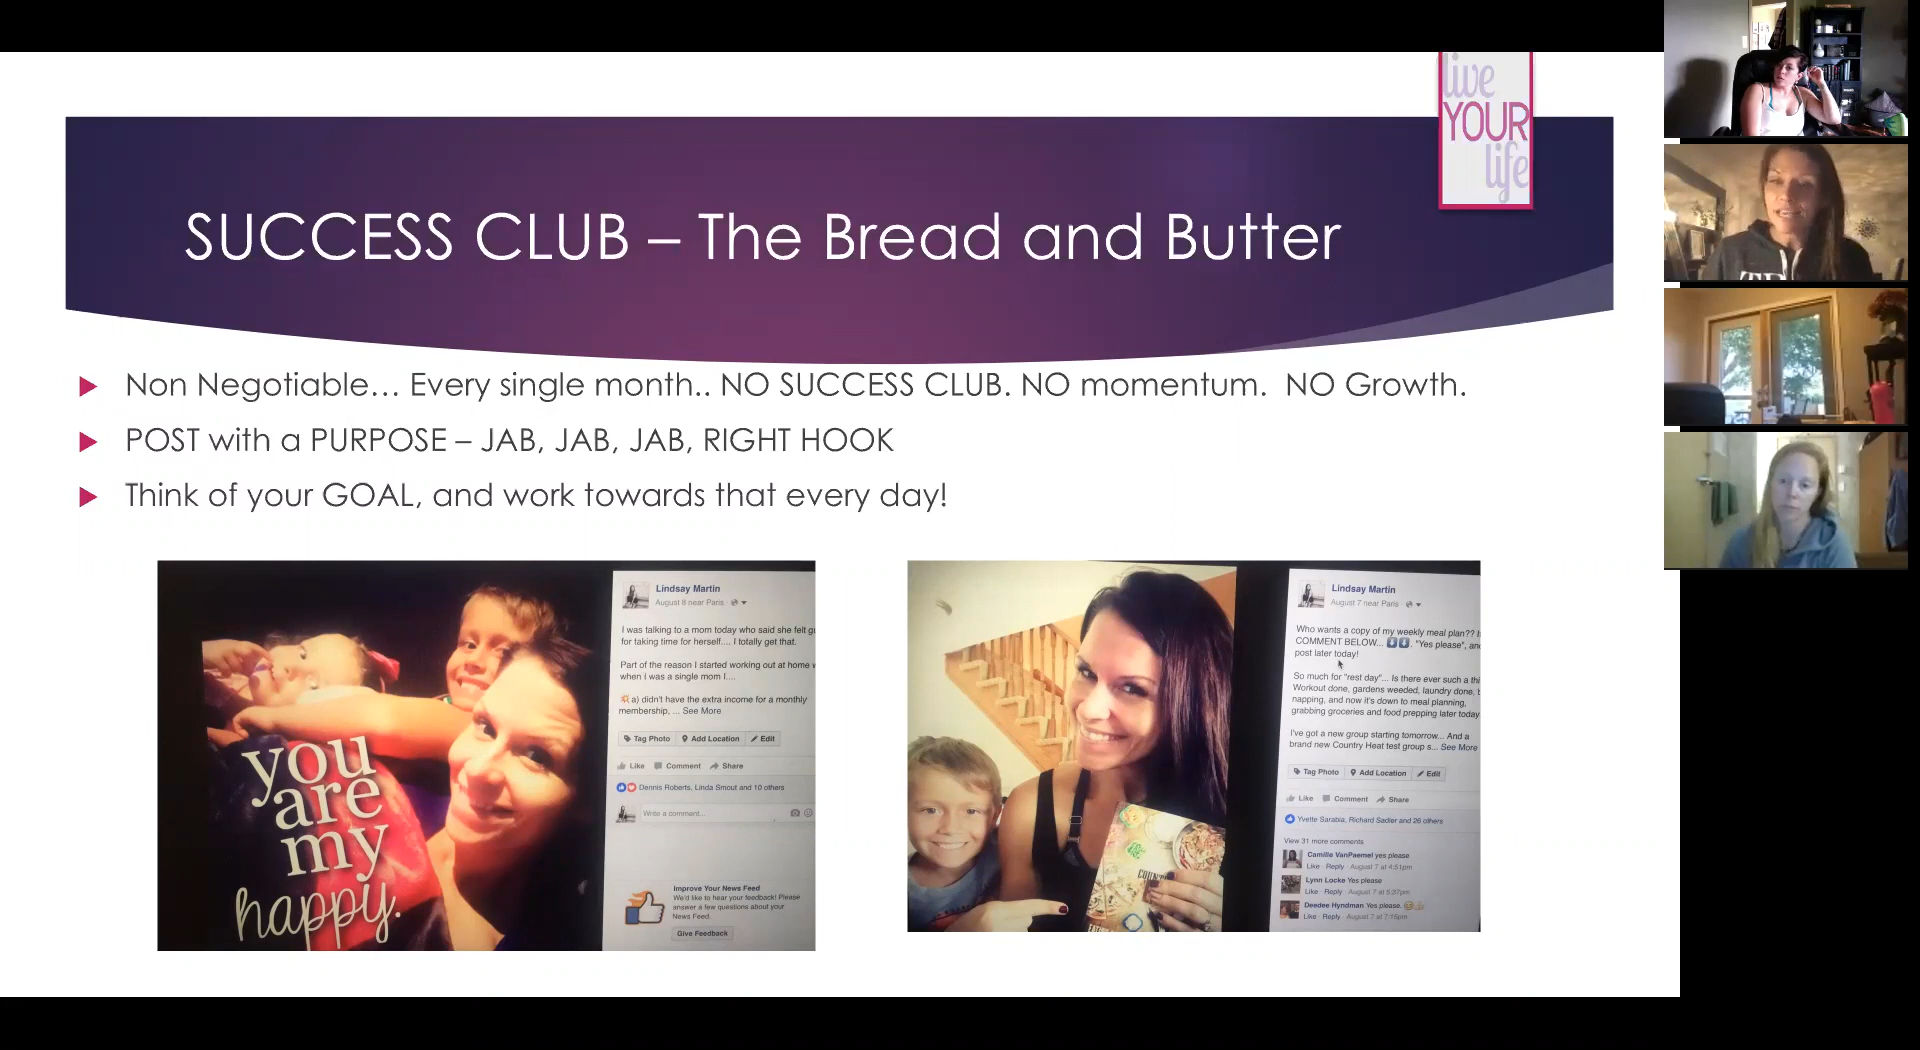 live
YOUR
life
SUCCESS CLUB – The Bread and Butter
Non Negotiable… Every single month.. NO SUCCESS CLUB. NO momentum. NO Growth.
POST with a PURPOSE – JAB, JAB, JAB, RIGHT HOOK
Think of your GOAL, and work towards that every day!
you
are
my
happy.
Lindsay Martin
August 8 near Paris
I was talking to a mom today who said she felt
for taking time for herself.... I totally get that.
Part of the reason I started working out at home
when I was a single mom I....
a) didn't have the extra income for a monthly
membership, ... See More
Tag Photo Add Location Edit
Like Comment Share
Dennis Roberts, Linda Smout and 10 others
Write a comment...
Improve Your News Feed
We'd like to hear your feedback! Please
answer a few questions about your
News Feed.
Give Feedback
Lindsay Martin
August 7 near Paris
Who wants a copy of my weekly meal plan??
COMMENT BELOW... "Yes please", and
post later today!
So much for "rest day"... Is there ever such a
Workout done, gardens weeded, laundry done,
napping, and now it's down to meal planning,
grabbing groceries and food prepping later today
I've got a new group starting tomorrow... And a
brand new Country Heat test group s... See More
Tag Photo Add Location Edit
Like Comment Share
Yvette Sarabia, Richard Sadler and 26 others
View 31 more comments
Camille VanPaemel yes please
Like · Reply · August 7 at
Lynn Locke Yes please
Like · Reply · August 7 at 5:37pm
Deedee Hyndman Yes please.
Like · Reply · August 7 at 7:15pm